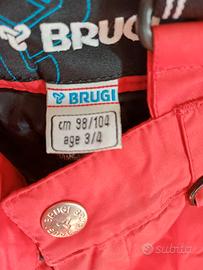 BRUGI
BRUGI
cm 98/104
age 3/4
BRUGI
subito